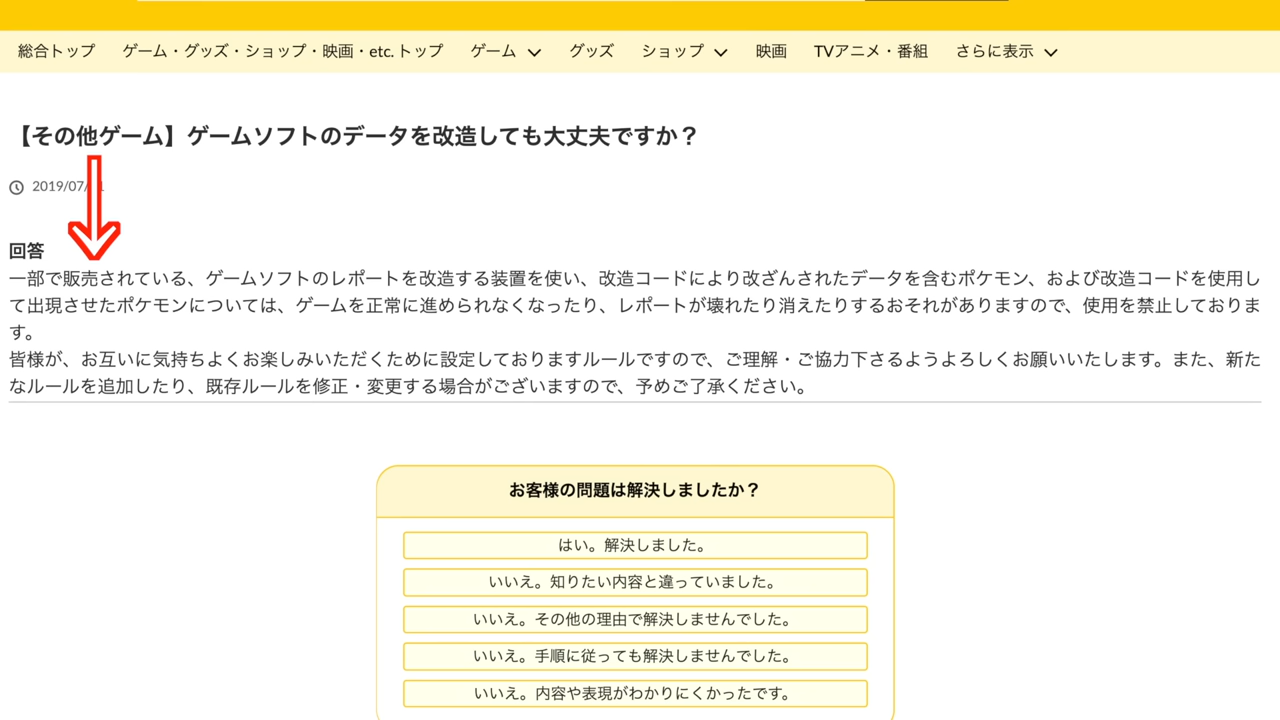 総合トップ ゲーム・グッズ・ショップ・映画・etc. トップ ゲーム グッズ ショップ 映画 TVアニメ・番組 さらに表示
【その他ゲーム】ゲームソフトのデータを改造しても大丈夫ですか？
2019/07/
回答
一部で販売されている、ゲームソフトのレポートを改造する装置を使い、改造コードにより改ざんされたデータを含むポケモン、および改造コードを使用し
て出現させたポケモンについては、ゲームを正常に進められなくなったり、レポートが壊れたり消えたりするおそれがありますので、使用を禁止しておりま
す。
皆様が、お互いに気持ちよくお楽しみいただくために設定しておりますルールですので、ご理解・ご協力下さるようよろしくお願いいたします。また、新た
なルールを追加したり、既存ルールを修正・変更する場合がございますので、予めご了承ください。
お客様の問題は解決しましたか？
はい。解決しました。
いいえ。知りたい内容と違っていました。
いいえ。その他の理由で解決しませんでした。
いいえ。手順に従っても解決しませんでした。
いいえ。内容や表現がわかりにくかったです。